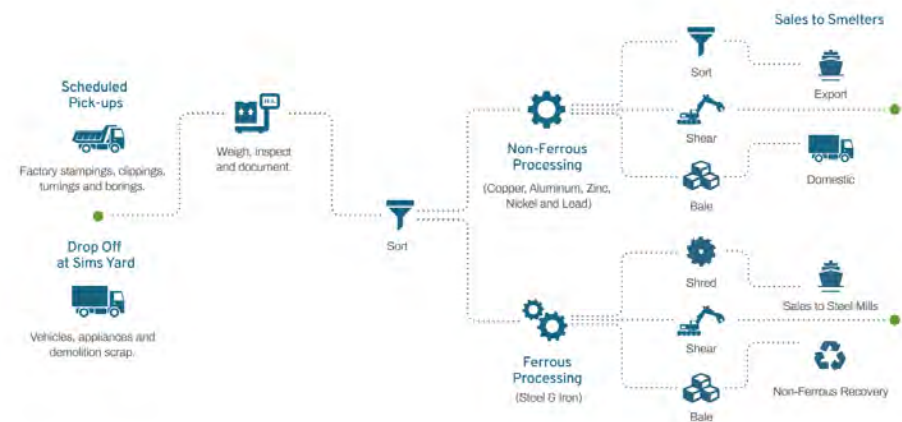 Scheduled
Pick-ups
Factory stampings, clippings,
turnings and borings.
Drop Off
at Sims Yard
Vehicles, appliances and
demolition scrap.
Weigh, inspect
and document.
Sort
Non-Ferrous
Processing
(Copper, Aluminum, Zinc,
Nickel and Lead)
Sort
Shear
Bale
Sales to Smelters
Export
Domestic
Ferrous
Processing
(Steel & Iron)
Shred
Shear
Bale
Sales to Steel Mills
Non-Ferrous Recovery